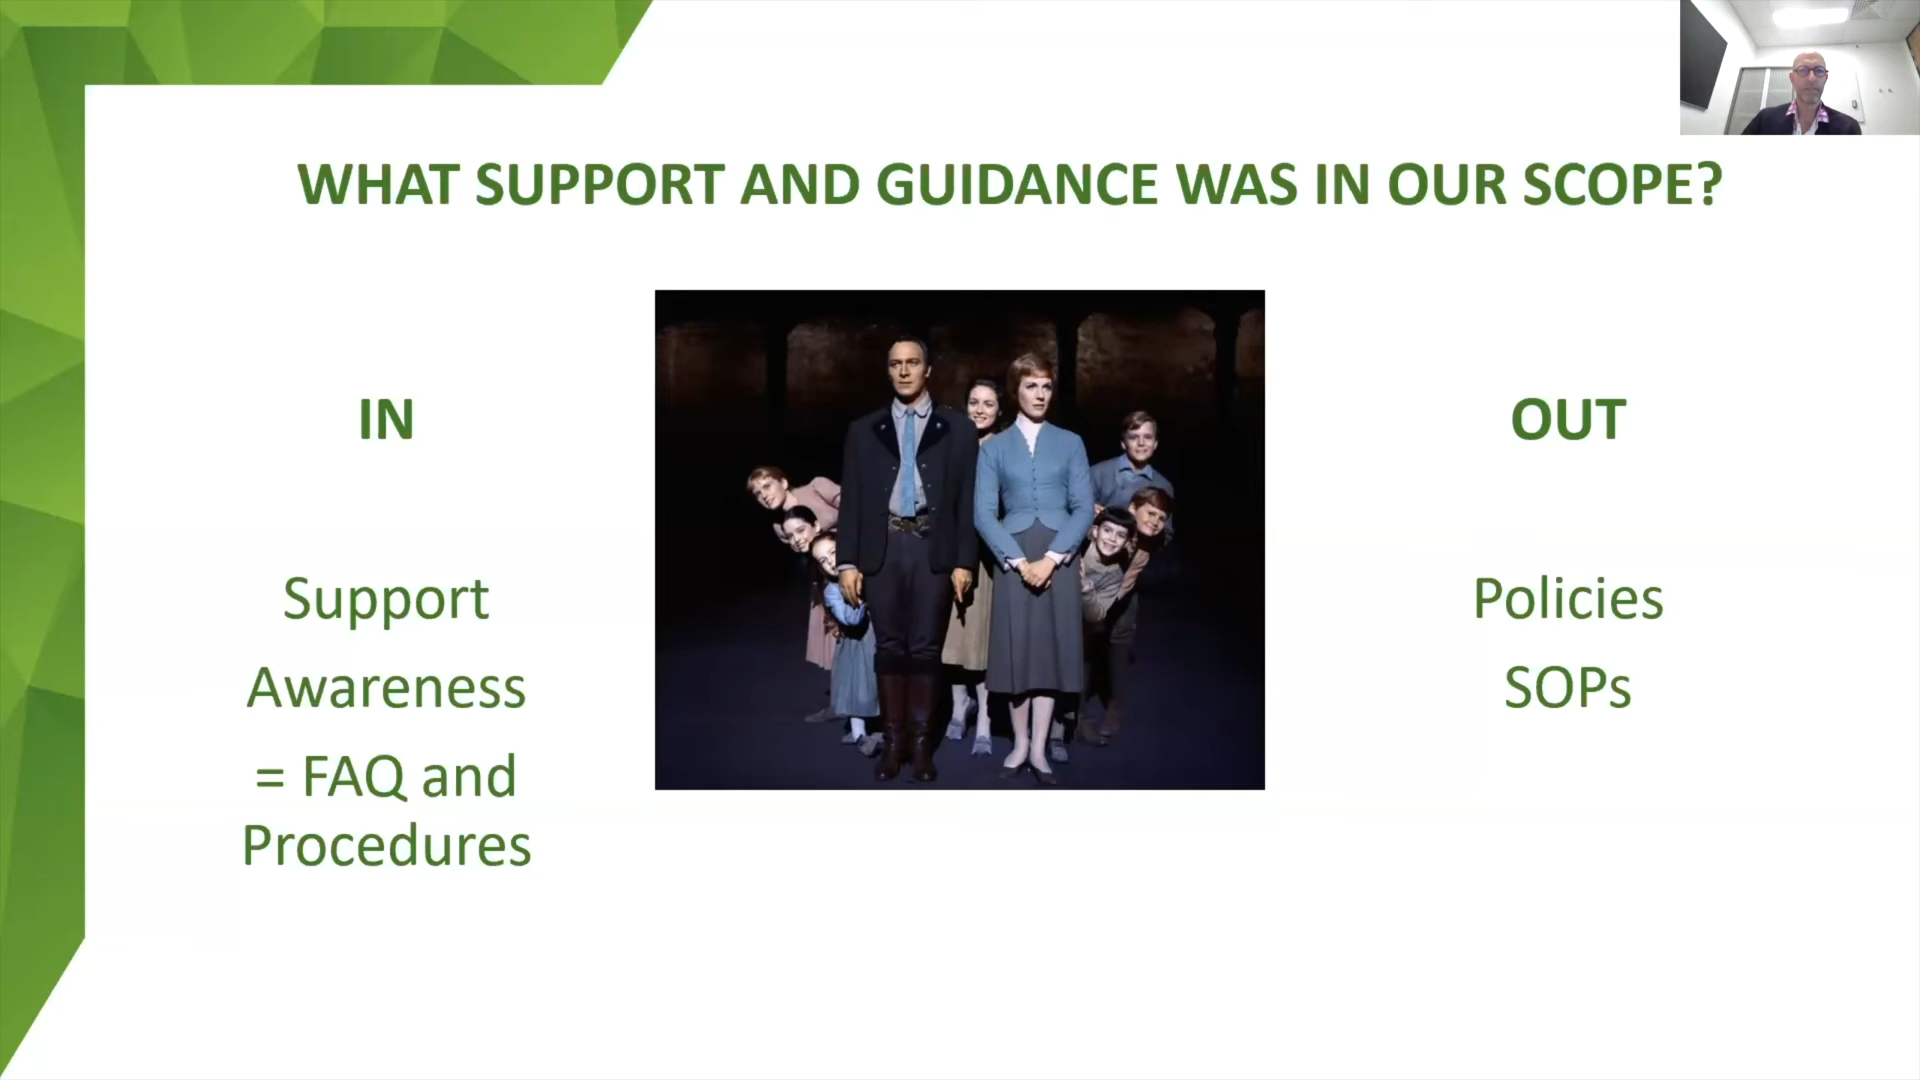 WHAT SUPPORT AND GUIDANCE WAS IN OUR SCOPE?
IN
Support
Awareness
= FAQ and
Procedures
OUT
Policies
SOPs